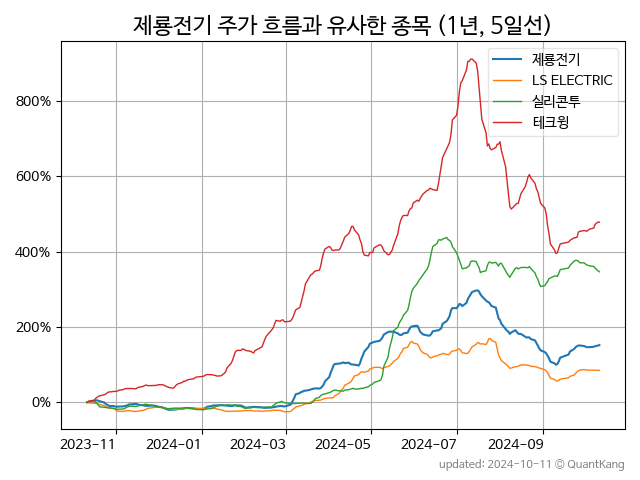 제룡전기 주가 흐름과 유사한 종목 (1년, 5일선)
제룡전기
LS ELECTRIC
실리콘투
테크윙
800%
600%
400%
200%
0%
2023-11
2024-01
2024-03
2024-05
2024-07
2024-09
updated: 2024-10-11 © QuantKang